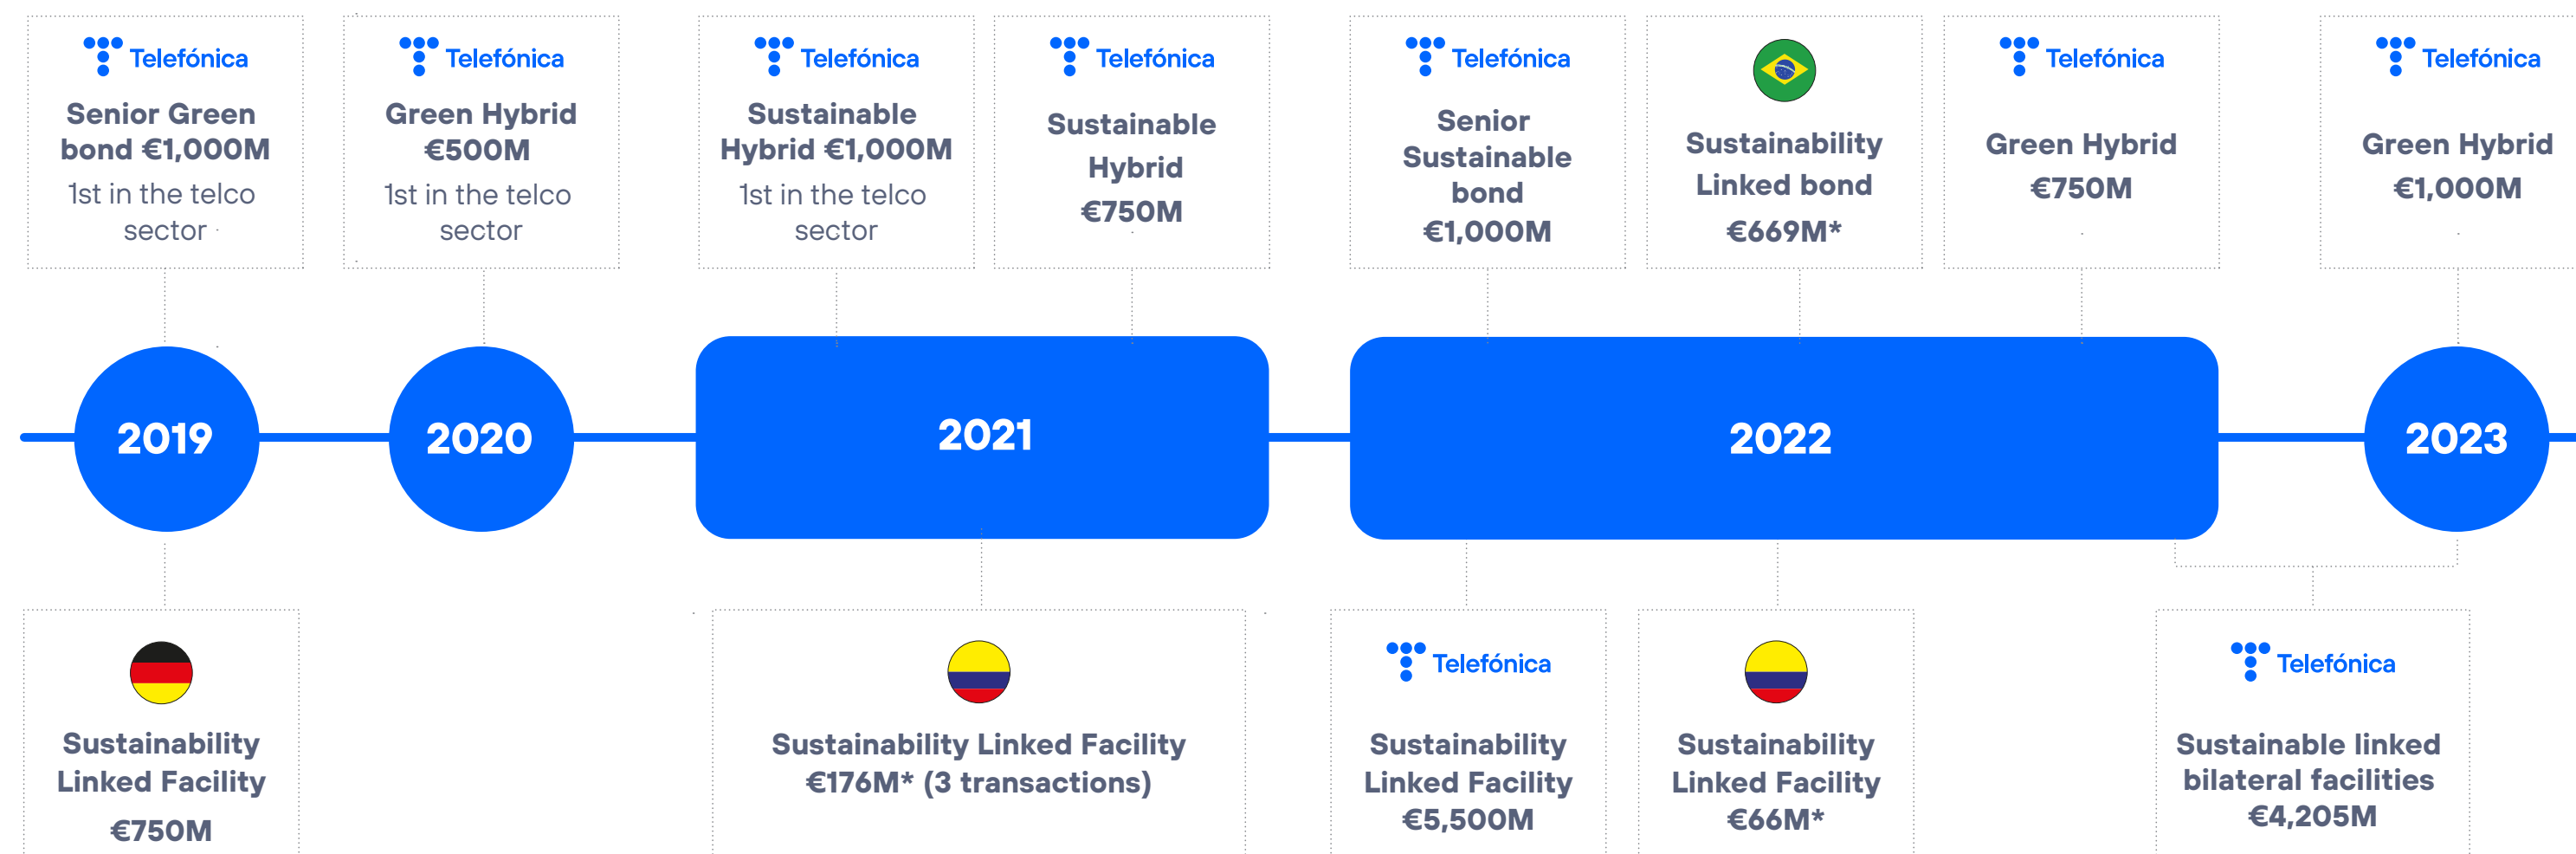 Telefónica
Senior Green
bond €1,000M
1st in the telco
sector
Telefónica
Green Hybrid
€500M
1st in the telco
sector
Telefónica
Sustainable
Hybrid €1,000M
1st in the telco
sector
Telefónica
Sustainable
Hybrid
€750M
Telefónica
Senior
Sustainable
bond
€1,000M
Sustainability
Linked bond
€669M*
Telefónica
Green Hybrid
€750M
Telefónica
Green Hybrid
€1,000M
2019
2020
2021
2022
2023
Sustainability
Linked Facility
€750M
Sustainability Linked Facility
€176M* (3 transactions)
Telefónica
Sustainability
Linked Facility
€5,500M
Sustainability
Linked Facility
€66M*
Telefónica
Sustainable linked
bilateral facilities
€4,205M